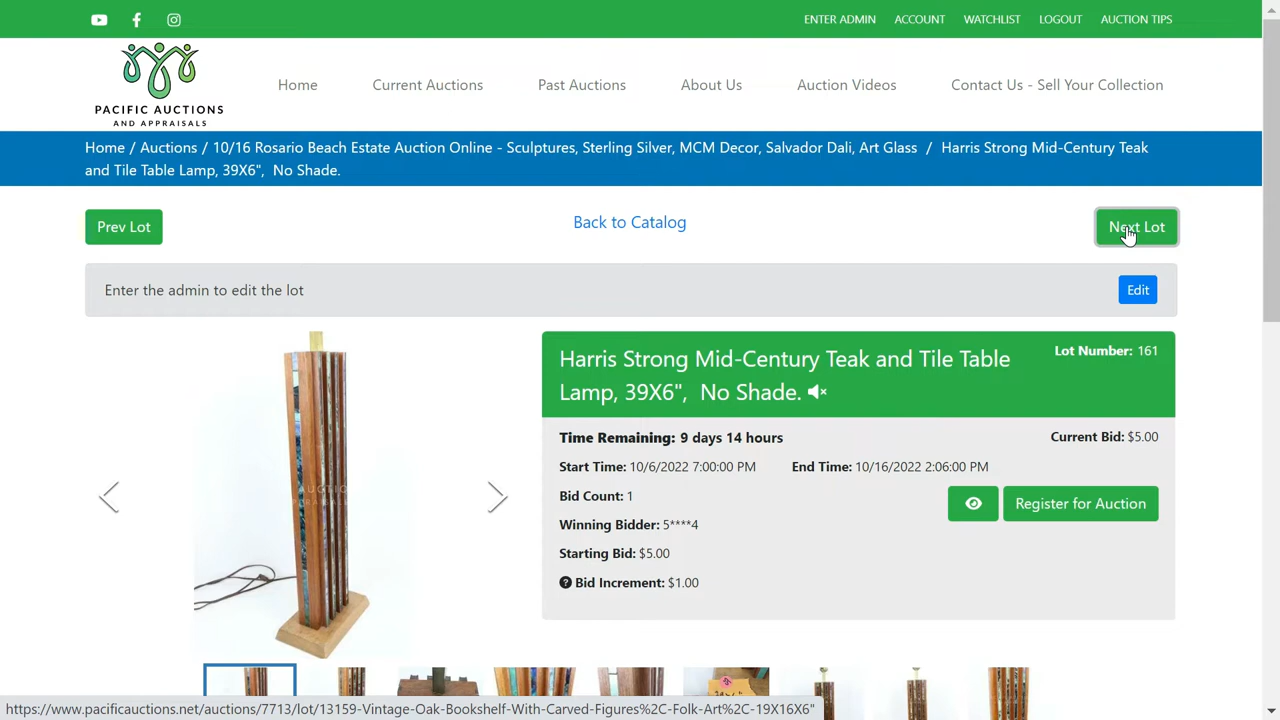 ENTER ADMIN ACCOUNT WATCHLIST LOGOUT AUCTION TIPS
PACIFIC AUCTIONS
AND APPRAISALS
Home Current Auctions Past Auctions About Us Auction Videos Contact Us - Sell Your Collection
Home / Auctions / 10/16 Rosario Beach Estate Auction Online - Sculptures, Sterling Silver, MCM Decor, Salvador Dali, Art Glass / Harris Strong Mid-Century Teak
and Tile Table Lamp, 39X6", No Shade.
Prev Lot Back to Catalog Next Lot
Enter the admin to edit the lot Edit
Harris Strong Mid-Century Teak and Tile Table
Lamp, 39X6", No Shade.
Lot Number: 161
Time Remaining: 9 days 14 hours
Current Bid: $5.00
Start Time: 10/6/2022 7:00:00 PM End Time: 10/16/2022 2:06:00 PM
Bid Count: 1
Register for Auction
Winning Bidder: 5****4
Starting Bid: $5.00
Bid Increment: $1.00
https://www.pacificauctions.net/auctions/7713/lot/13159-Vintage-Oak-Bookshelf-With-Carved-Figures%2C-Folk-Art%2C-19X16X6"